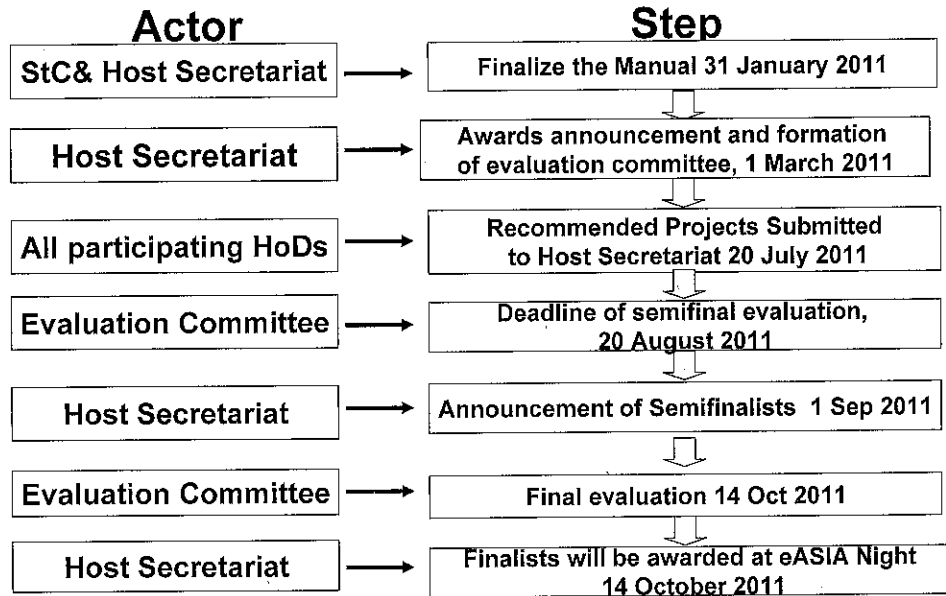 Actor Step
StC& Host Secretariat
Finalize the Manual 31 January 2011
Host Secretariat
Awards announcement and formation
of evaluation committee, 1 March 2011
All participating HoDs
Recommended Projects Submitted
to Host Secretariat 20 July 2011
Evaluation Committee
Deadline of semifinal evaluation,
20 August 2011
Host Secretariat
Announcement of Semifinalists 1 Sep 2011
Evaluation Committee
Final evaluation 14 Oct 2011
Host Secretariat
Finalists will be awarded at eASIA Night
14 October 2011